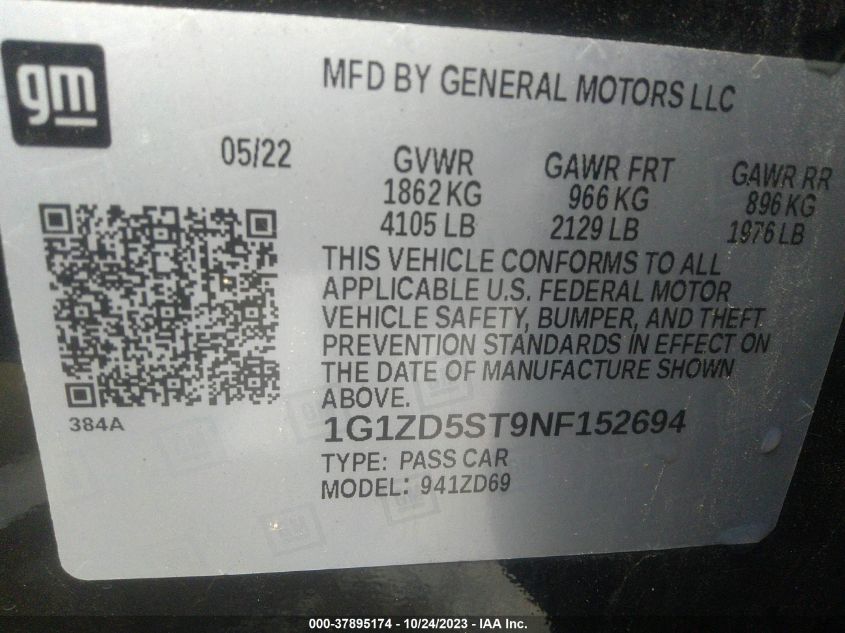 gm
MFD BY GENERAL MOTORS LLC
05/22
GVWR GAWR FRT GAWR RR
1862 KG 966 KG 896 KG
4105 LB 2129 LB 1976 LB
THIS VEHICLE CONFORMS TO ALL
APPLICABLE U.S. FEDERAL MOTOR
VEHICLE SAFETY, BUMPER, AND THEFT
PREVENTION STANDARDS IN EFFECT ON
THE DATE OF MANUFACTURE SHOWN
ABOVE.
384A
1G1ZD5ST9NF152694
TYPE: PASS CAR
MODEL: 941ZD69
000-37895174 - 10/24/2023 - IAA Inc.